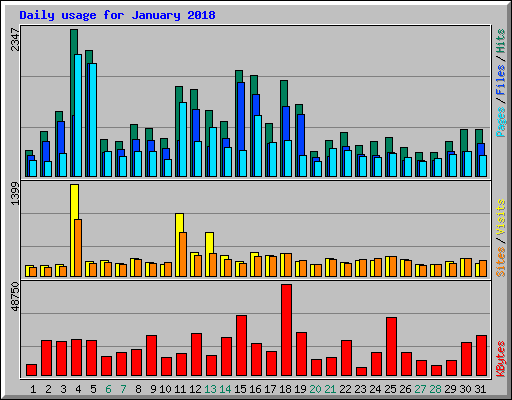 Daily usage for January 2018
2347
Pages / Files / Hits
1399
Sites / Visits
48750
KBytes
1 2 3 4 5 6 7 8 9 10 11 12 13 14 15 16 17 18 19 20 21 22 23 24 25 26 27 28 29 30 31